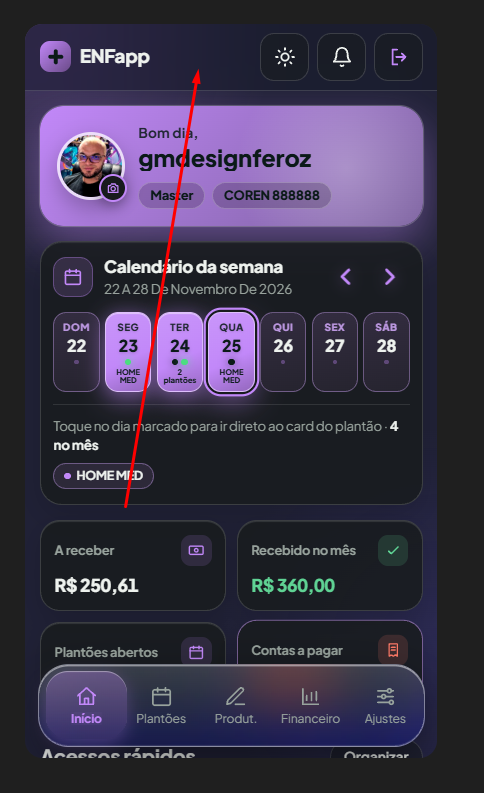 ENFapp
Bom dia,
gmdesignferoz
Master
COREN 888888
Calendário da semana
22 A 28 De Novembro De 2026
DOM
22
SEG
23
HOME
MED
TER
24
2
plantões
QUA
25
HOME
MED
QUI
26
SEX
27
SÁB
28
Toque no dia marcado para ir direto ao card do plantão · 4
no mês
HOME MED
A receber
R$ 250,61
Recebido no mês
R$ 360,00
Plantões abertos
Contas a pagar
Início
Plantões
Produt.
Financeiro
Ajustes
Acessos rápidos
Organizar